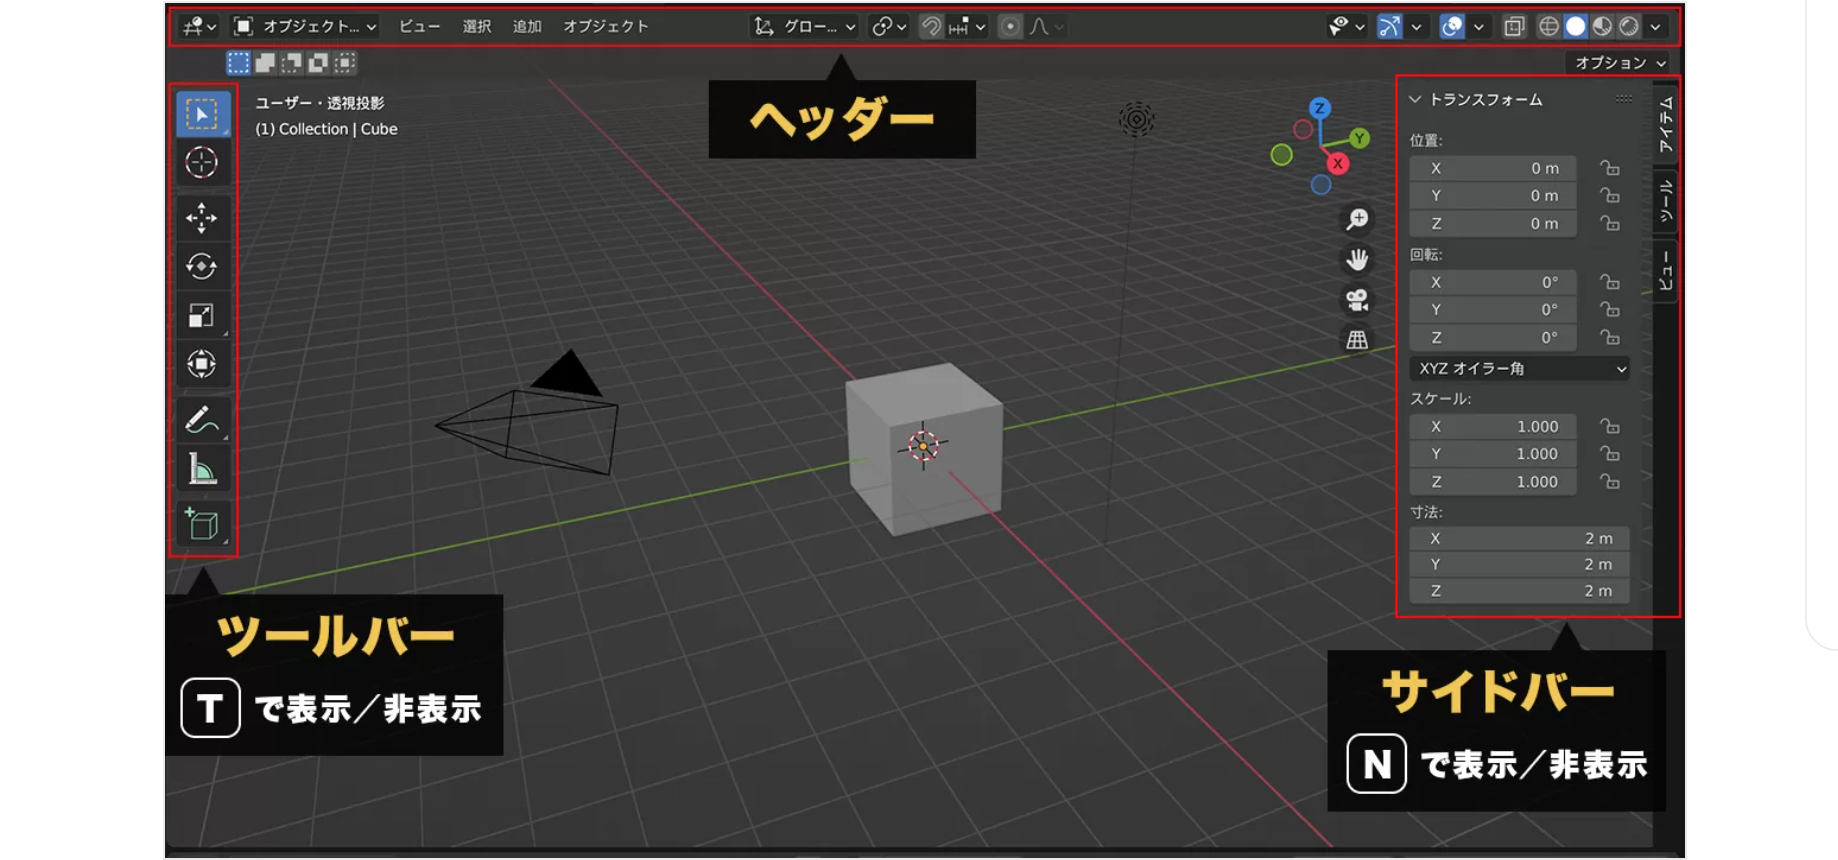 オブジェクト... ビュー 選択 追加 オブジェクト グロー...
オプション
ヘッダー
ユーザー・透視投影
(1) Collection | Cube
Z
Y
X
トランスフォーム
位置:
X 0 m
Y 0 m
Z 0 m
回転:
X 0°
Y 0°
Z 0°
XYZ オイラー角
スケール:
X 1.000
Y 1.000
Z 1.000
寸法:
X 2 m
Y 2 m
Z 2 m
アイテム
ツール
ビュー
ツールバー
T で表示／非表示
サイドバー
N で表示／非表示